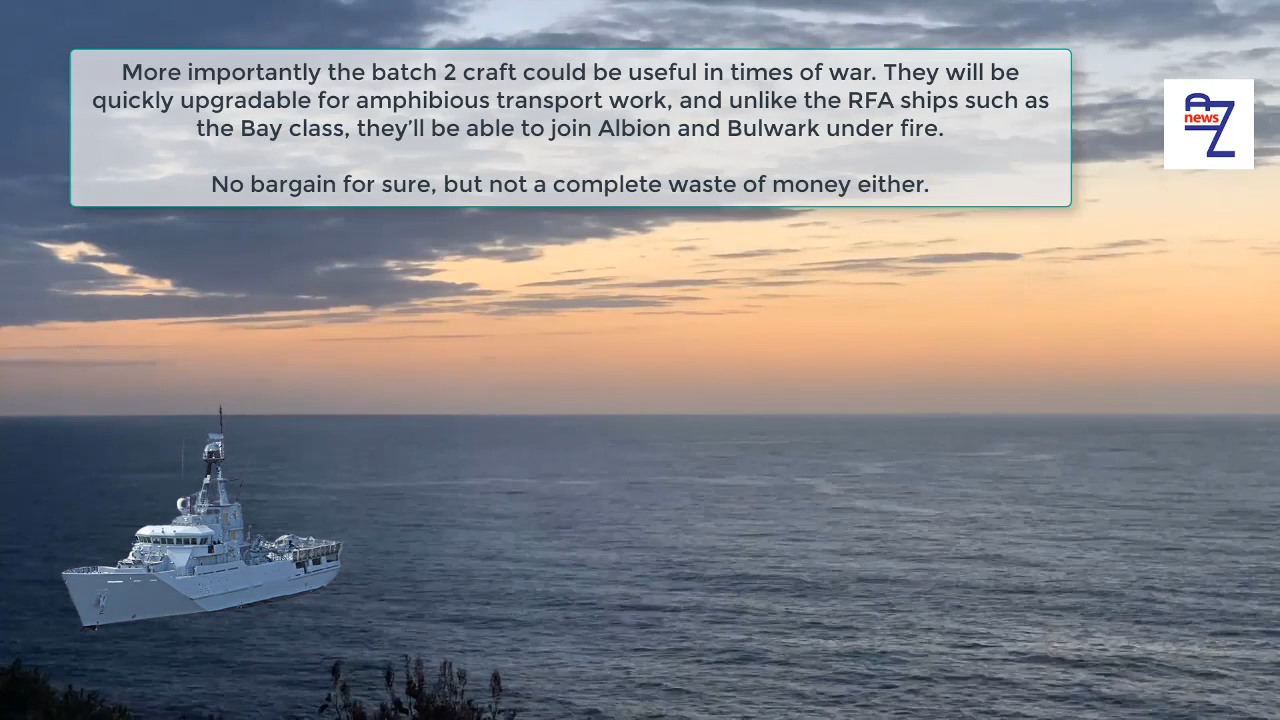 More importantly the batch 2 craft could be useful in times of war. They will be
quickly upgradable for amphibious transport work, and unlike the RFA ships such as
the Bay class, they’ll be able to join Albion and Bulwark under fire.
No bargain for sure, but not a complete waste of money either.
A
news
Z